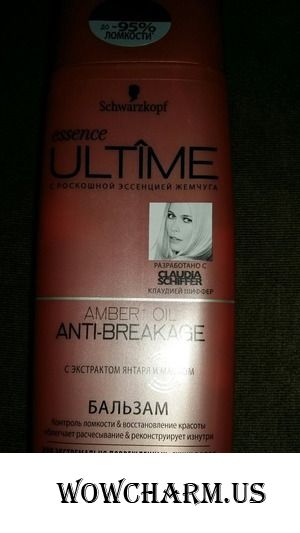 до -95%
ЛОМКОСТИ*
Schwarzkopf
essence
ULTÎME
С РОСКОШНОЙ ЭССЕНЦИЕЙ ЖЕМЧУГА
РАЗРАБОТАНО С
CLAUDIA
SCHIFFER
КЛАУДИЕЙ ШИФФЕР
AMBER+ OIL
ANTI-BREAKAGE
С ЭКСТРАКТОМ ЯНТАРЯ И МАСЛОМ
БАЛЬЗАМ
Контроль ломкости & восстановление красоты
облегчает расчесывание & реконструирует изнутри
WOWCHARM.US